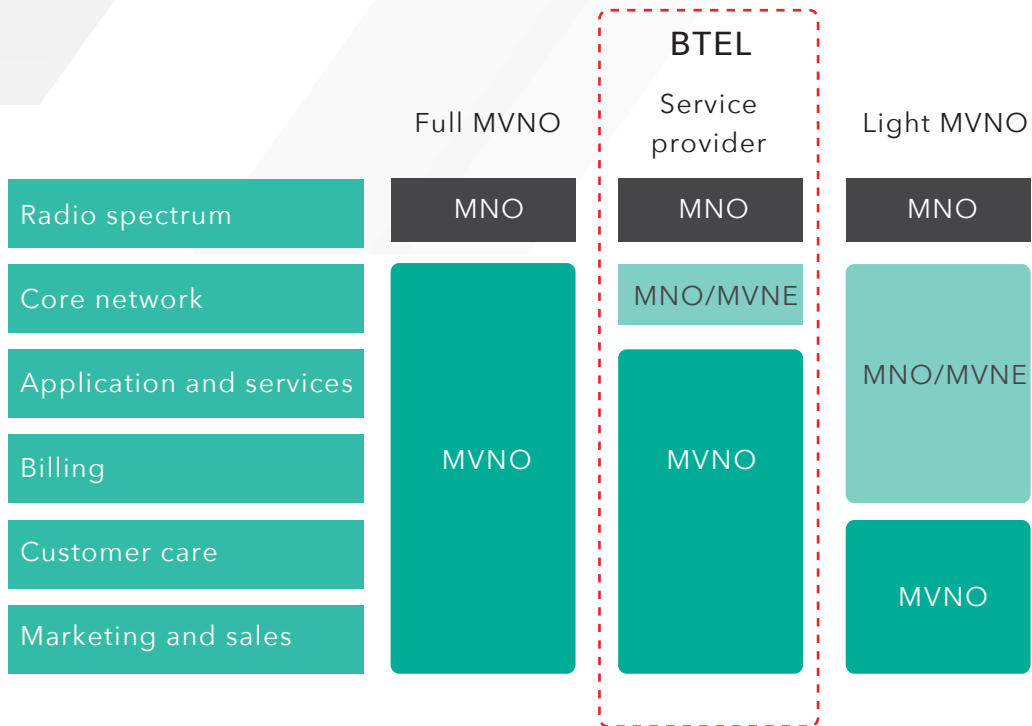 BTEL
Full MVNO
Service
provider
Light MVNO
Radio spectrum
MNO
MNO
MNO
Core network
MNO/MVNE
Application and services
MNO/MVNE
Billing
MVNO
MVNO
Customer care
MVNO
Marketing and sales